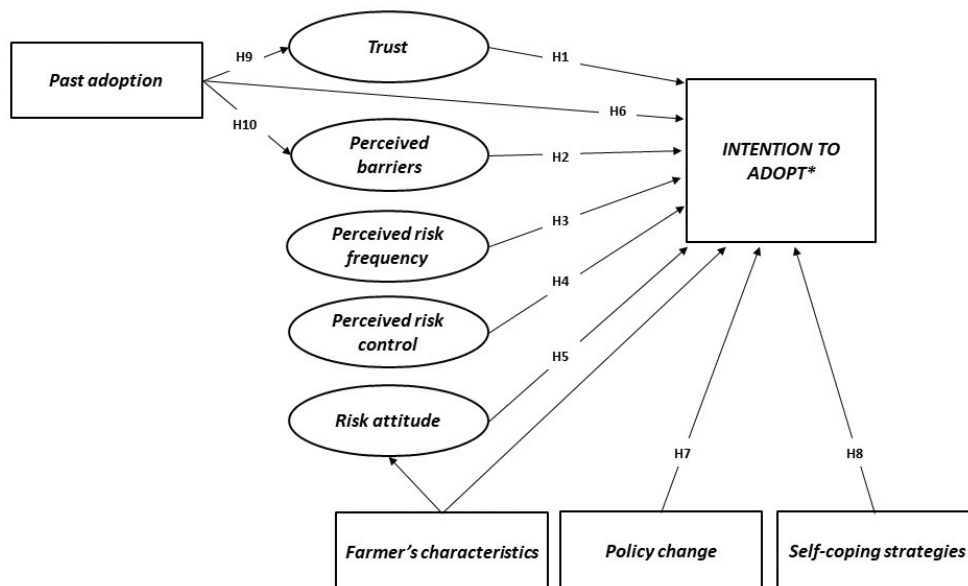 Trust
H9
H1
Past adoption
H6
H10
Perceived
barriers
H2
INTENTION TO
ADOPT*
Perceived risk
frequency
H3
H4
Perceived risk
control
H5
Risk attitude
H7
H8
Farmer's characteristics
Policy change
Self-coping strategies